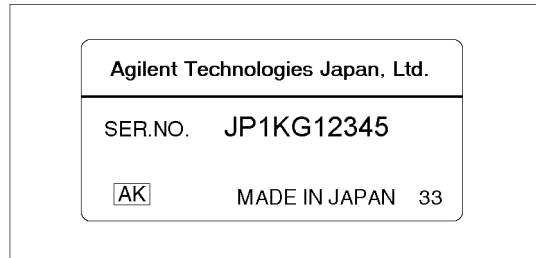 Agilent Technologies Japan, Ltd.
SER.NO. JP1KG12345
AK MADE IN JAPAN 33